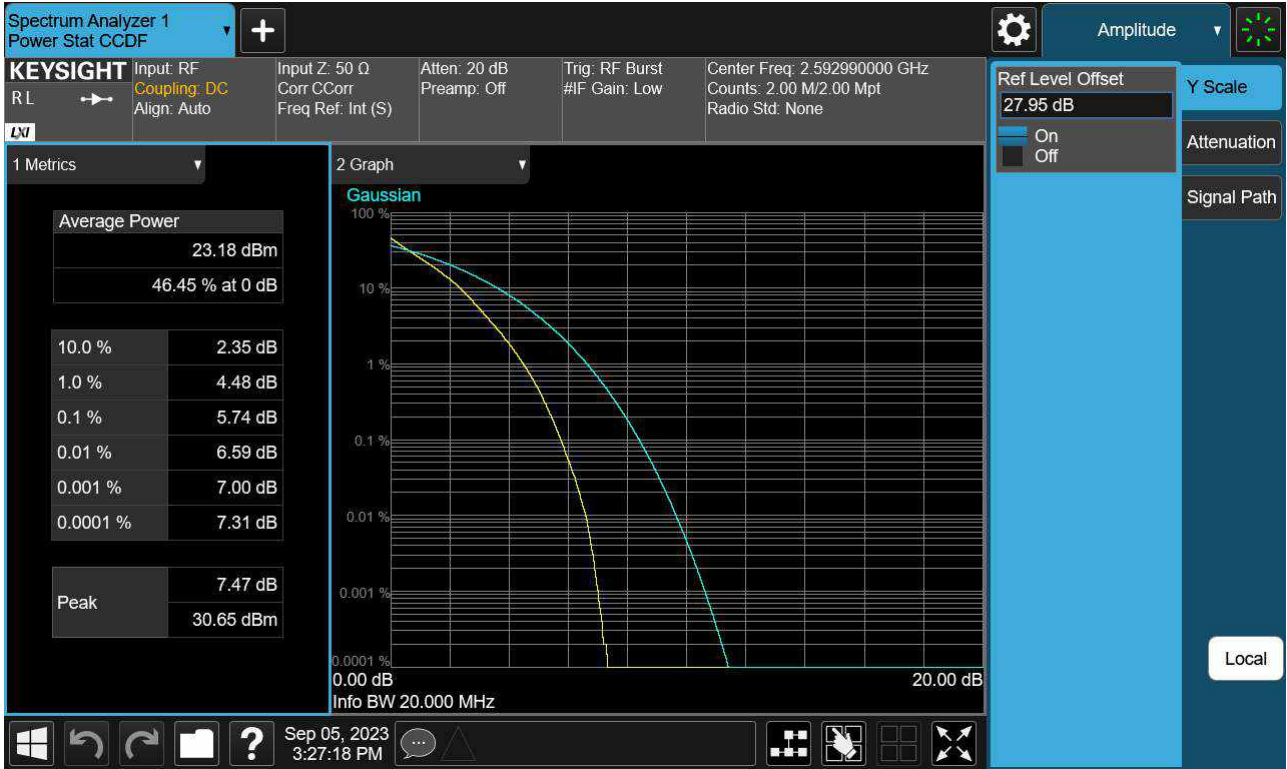 Spectrum Analyzer 1
Power Stat CCDF
Amplitude
KEYSIGHT
R L
LXI
Input: RF
Coupling: DC
Align: Auto
Input Z: 50 Ω
Corr CCorr
Freq Ref: Int (S)
Atten: 20 dB
Preamp: Off
Trig: RF Burst
#IF Gain: Low
Center Freq: 2.592990000 GHz
Counts: 2.00 M/2.00 Mpt
Radio Std: None
Ref Level Offset
27.95 dB
On
Off
Y Scale
Attenuation
Signal Path
1 Metrics
Average Power
23.18 dBm
46.45 % at 0 dB
10.0 % 2.35 dB
1.0 % 4.48 dB
0.1 % 5.74 dB
0.01 % 6.59 dB
0.001 % 7.00 dB
0.0001 % 7.31 dB
Peak
7.47 dB
30.65 dBm
2 Graph
Gaussian
100 %
10 %
1 %
0.1 %
0.01 %
0.001 %
0.0001 %
0.00 dB
20.00 dB
Info BW 20.000 MHz
Local
?
Sep 05, 2023
3:27:18 PM